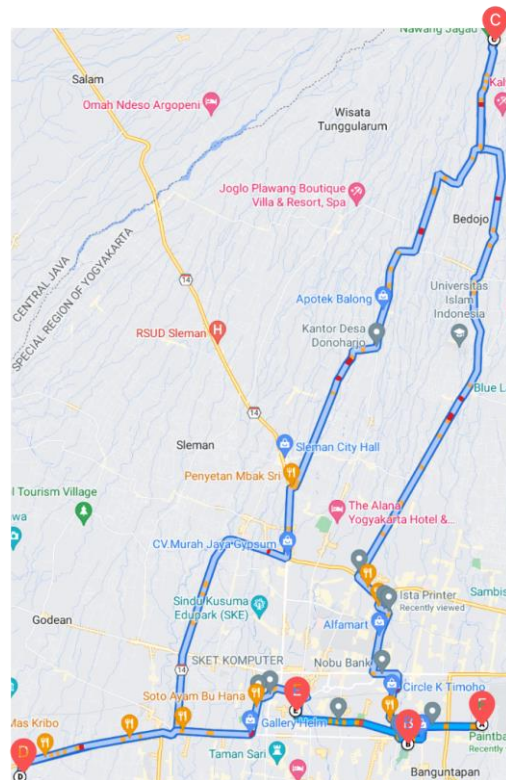 C
Nawang Jagad
Salam
Omah Ndeso Argopeni
Kal
Wisata
Tunggularum
Joglo Plawang Boutique
Villa & Resort, Spa
Bedojo
CENTRAL JAVA
SPECIAL REGION OF YOGYAKARTA
14
Apotek Balong
Universitas
Islam
Indonesia
Kantor Desa
Donoharjo
RSUD Sleman
H
Blue L
14
Sleman
Sleman City Hall
Penyetan Mbak Sri
l Tourism Village
wa
The Alana
Yogyakarta Hotel &...
CV.Murah Jaya Gypsum
Ista Printer
Recently viewed
Sambis
Sindu Kusuma
Edupark (SKE)
Alfamart
Godean
Nobu Bank
SKET KOMPUTER
14
Circle K Timoho
Soto Ayam Bu Hana
E
Mas Kribo
Gallery Helm
A
D
B
Paintba
Recently
Taman Sari
D
Banguntapan